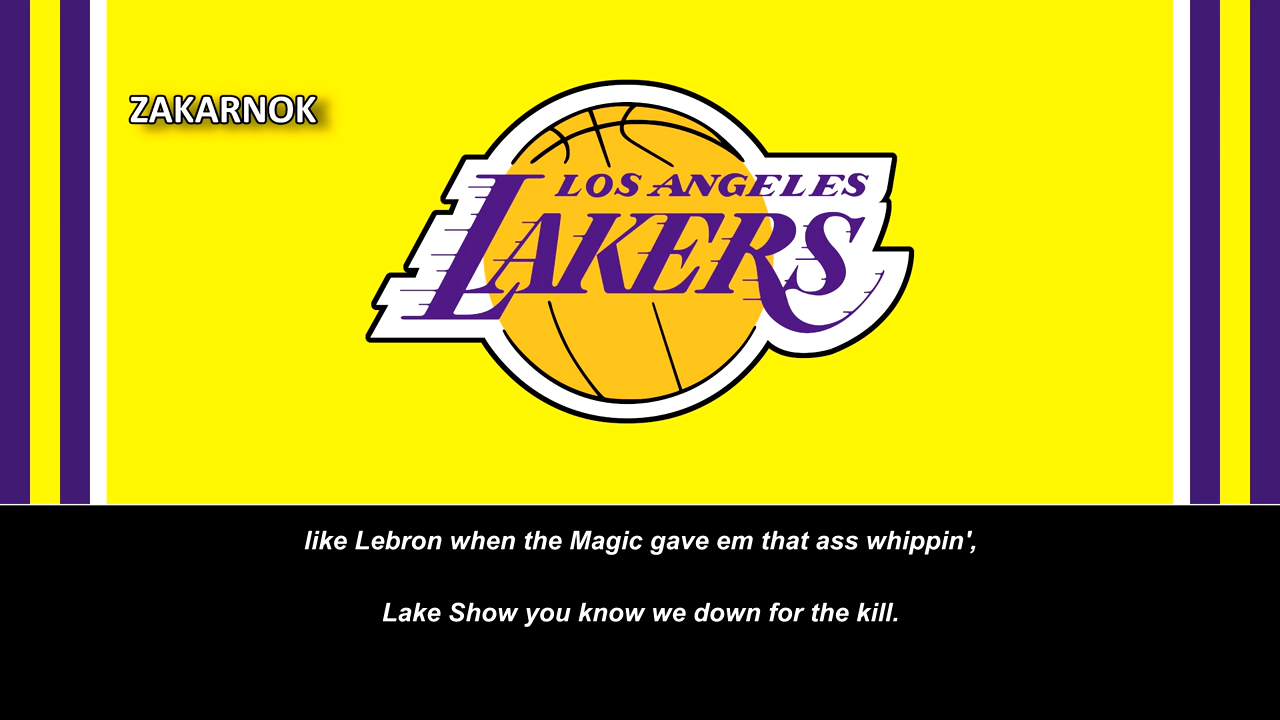 ZAKARNOK
LOS ANGELES
LAKERS
like Lebron when the Magic gave em that ass whippin',
Lake Show you know we down for the kill.